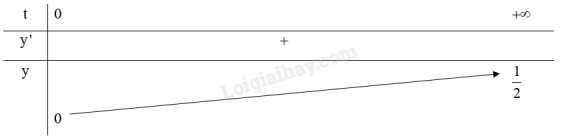 t 0 +∞
y' +
y 1/2
0
Loigiaihay.com